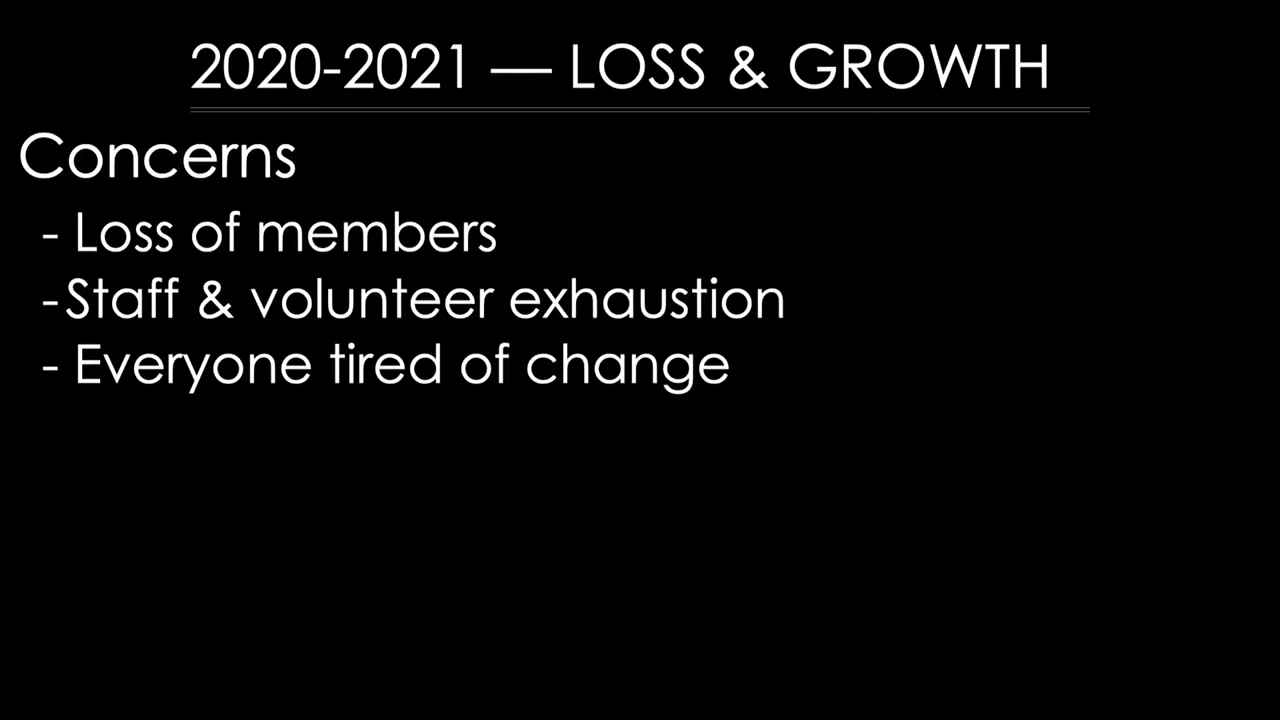 2020-2021 — LOSS & GROWTH
Concerns
- Loss of members
- Staff & volunteer exhaustion
- Everyone tired of change